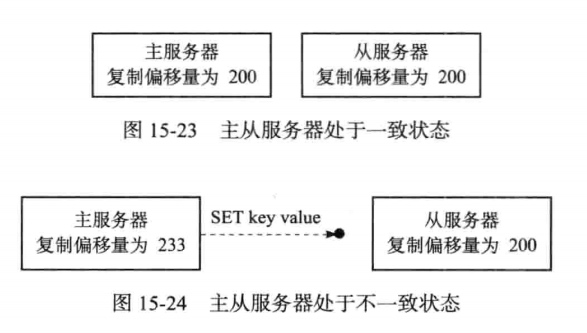 主服务器 从服务器
复制偏移量为 200 复制偏移量为 200
图 15-23 主从服务器处于一致状态
主服务器 SET key value 从服务器
复制偏移量为 233 复制偏移量为 200
图 15-24 主从服务器处于不一致状态